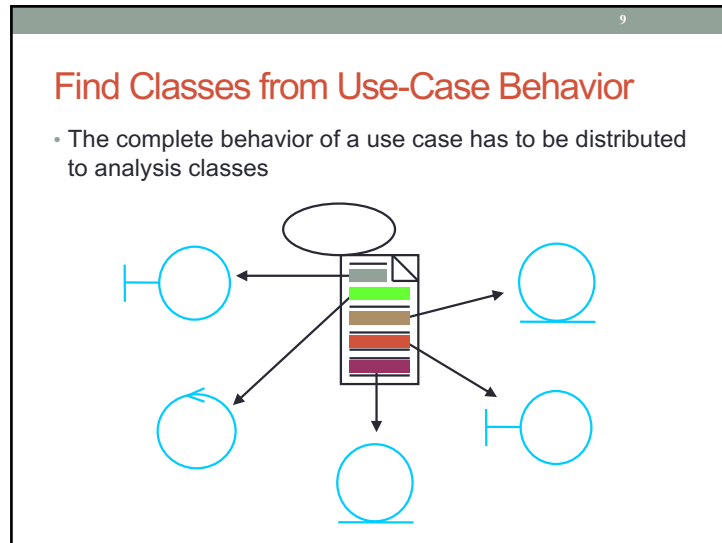 9
Find Classes from Use-Case Behavior
• The complete behavior of a use case has to be distributed
to analysis classes